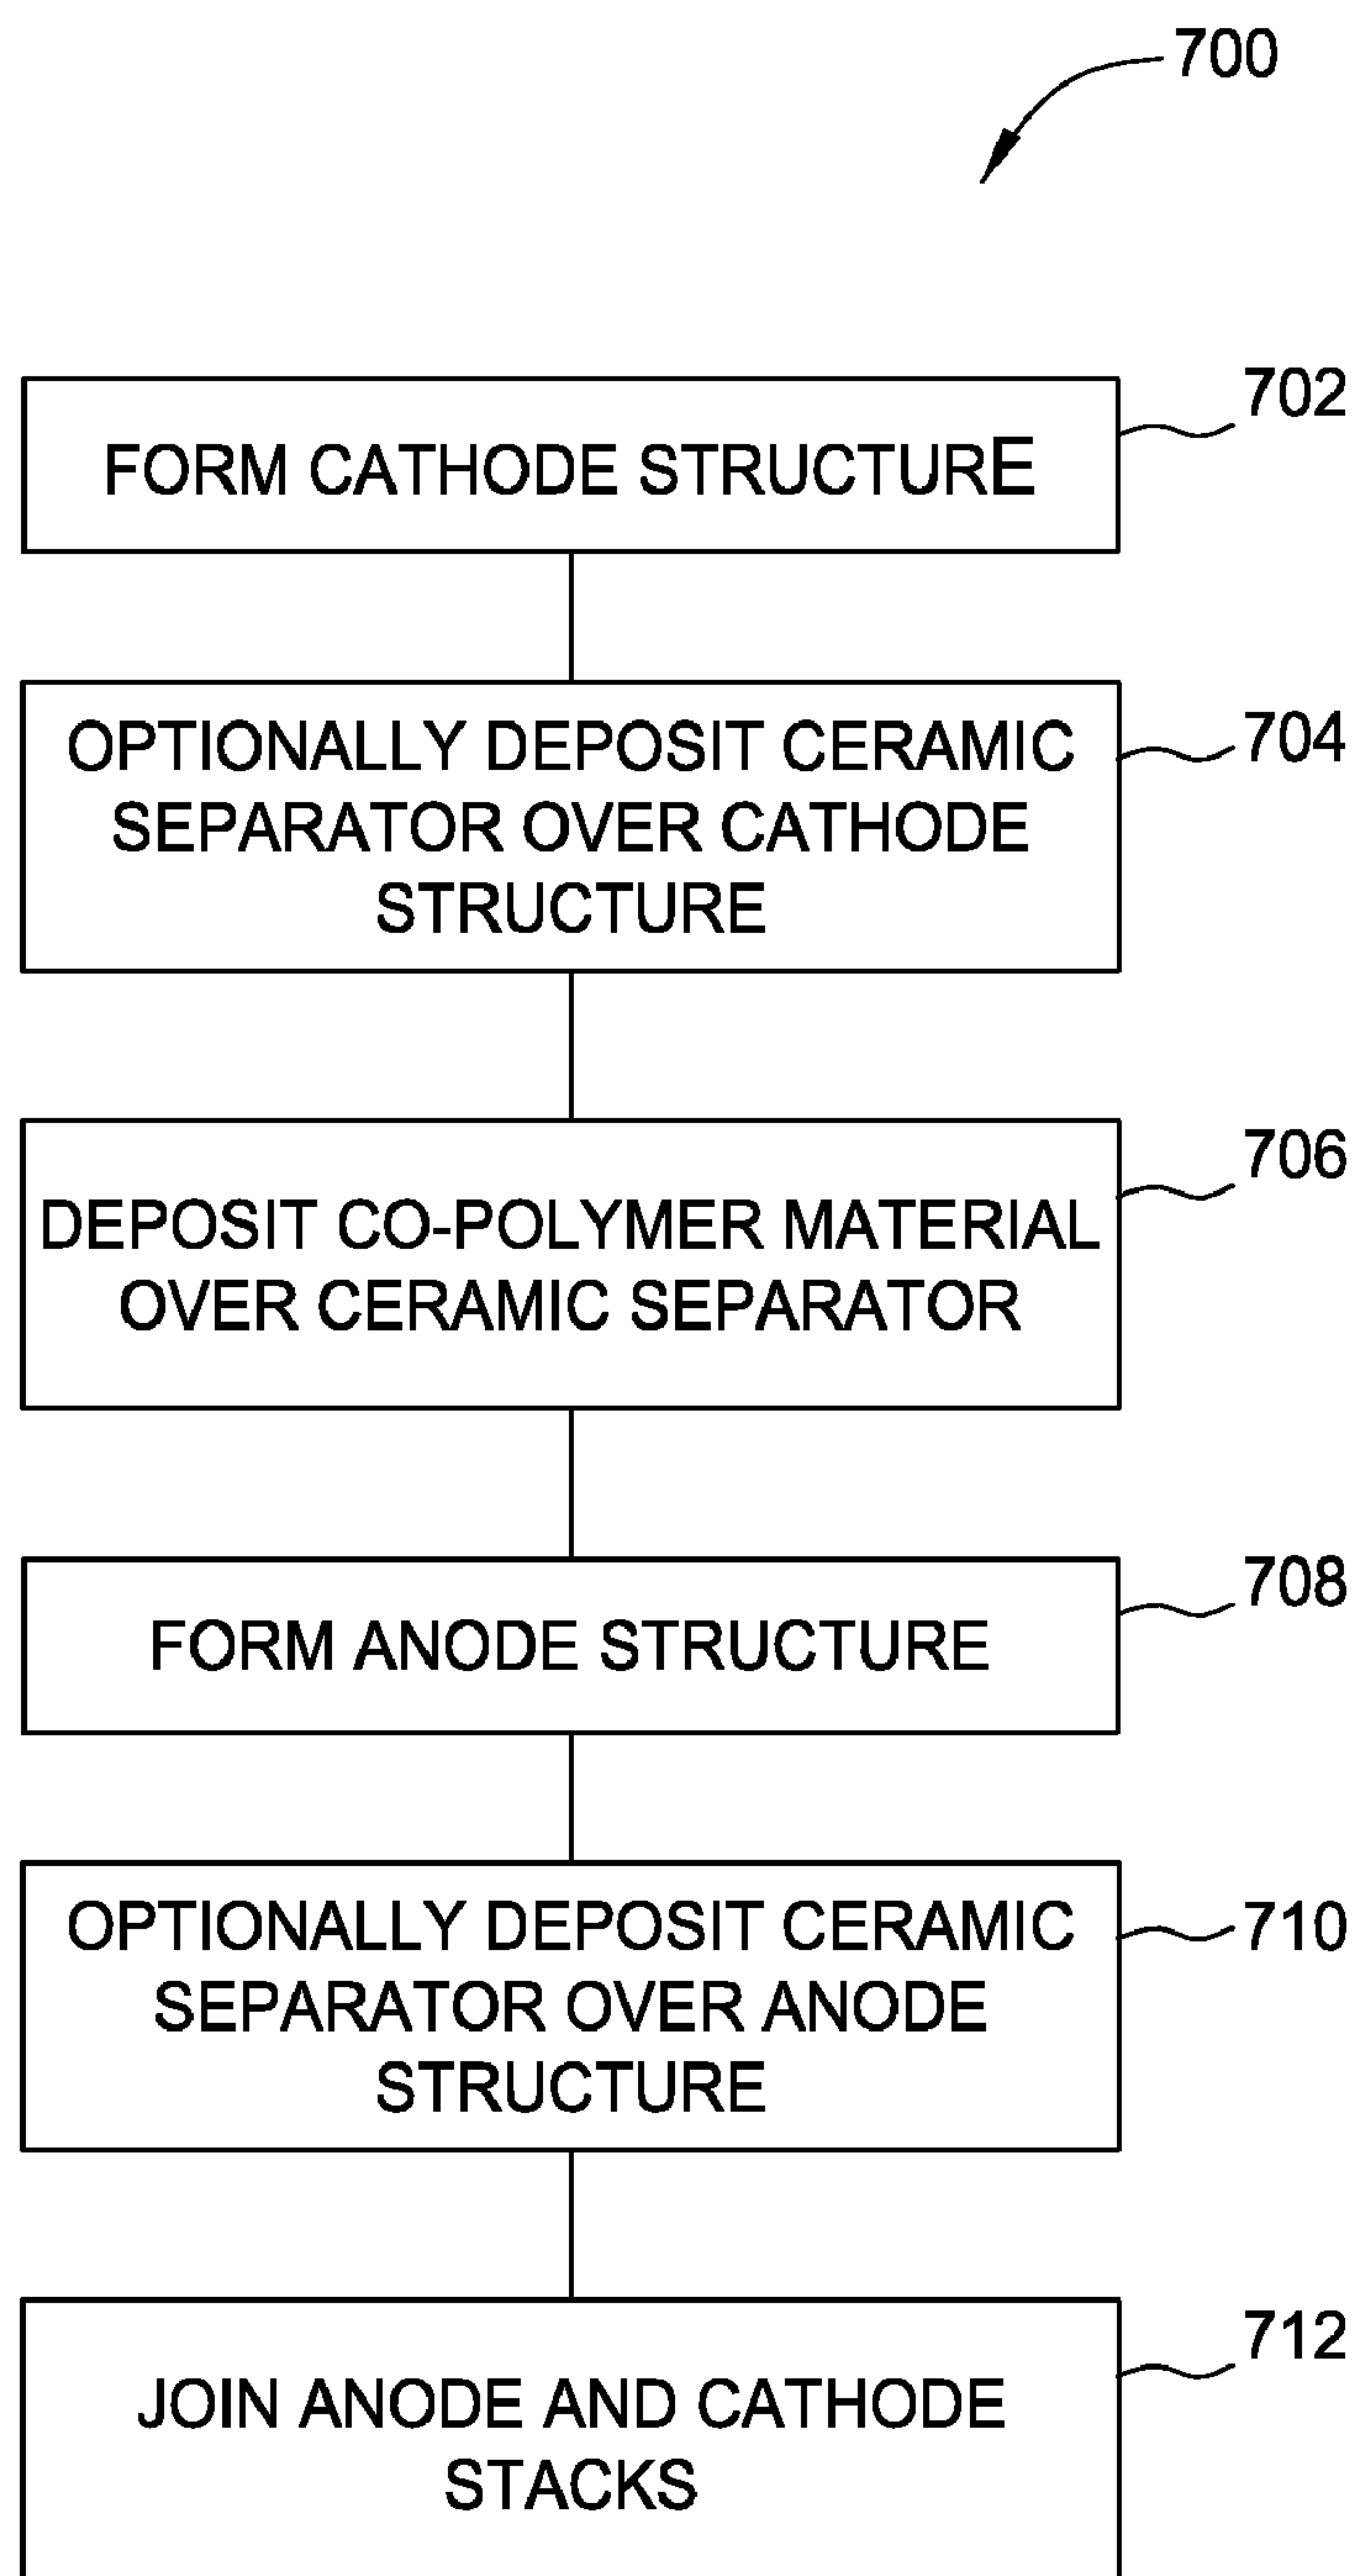 700
702
FORM CATHODE STRUCTURE
704
OPTIONALLY DEPOSIT CERAMIC
SEPARATOR OVER CATHODE
STRUCTURE
706
DEPOSIT CO-POLYMER MATERIAL
OVER CERAMIC SEPARATOR
708
FORM ANODE STRUCTURE
710
OPTIONALLY DEPOSIT CERAMIC
SEPARATOR OVER ANODE
STRUCTURE
712
JOIN ANODE AND CATHODE
STACKS